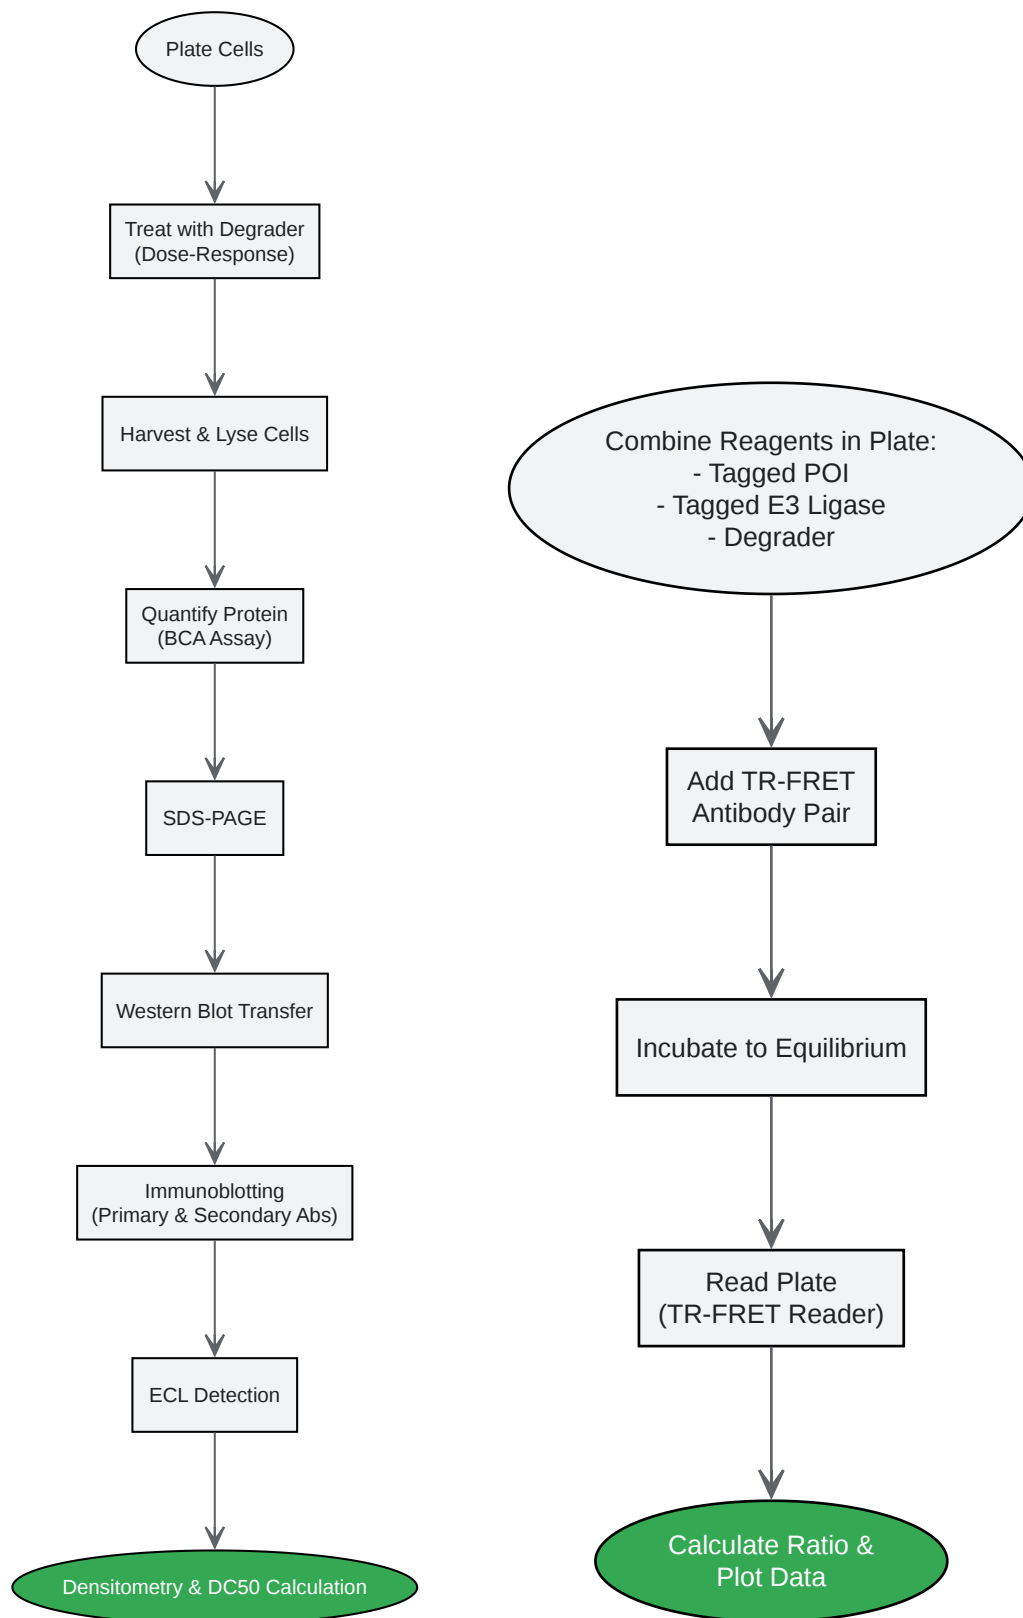 Plate Cells
Treat with Degrader
(Dose-Response)
Harvest & Lyse Cells
Quantify Protein
(BCA Assay)
SDS-PAGE
Western Blot Transfer
Immunoblotting
(Primary & Secondary Abs)
ECL Detection
Densitometry & DC50 Calculation
Combine Reagents in Plate:
- Tagged POI
- Tagged E3 Ligase
- Degrader
Add TR-FRET
Antibody Pair
Incubate to Equilibrium
Read Plate
(TR-FRET Reader)
Calculate Ratio &
Plot Data